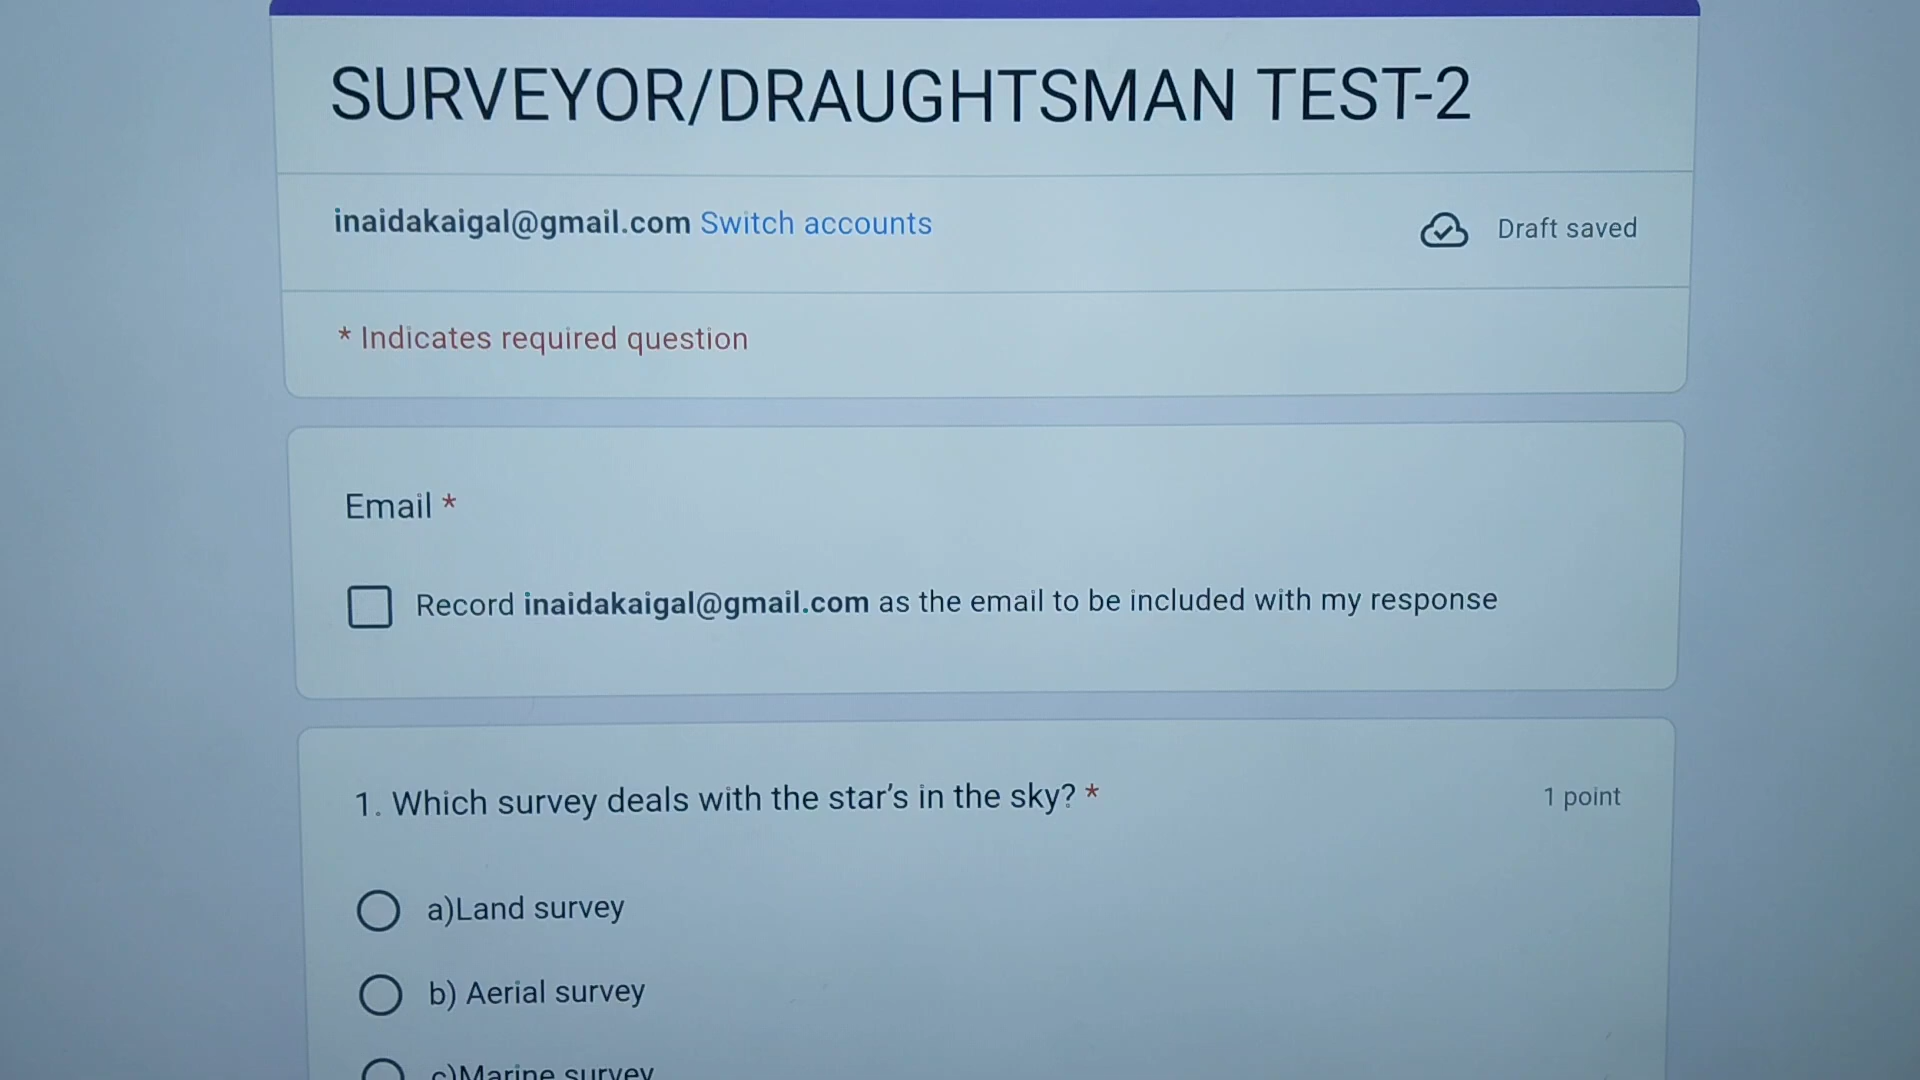 SURVEYOR/DRAUGHTSMAN TEST-2
inaidakaigal@gmail.com Switch accounts
Draft saved
* Indicates required question
Email *
Record inaidakaigal@gmail.com as the email to be included with my response
1. Which survey deals with the star's in the sky? *
1 point
a)Land survey
b) Aerial survey
c)Marine survey